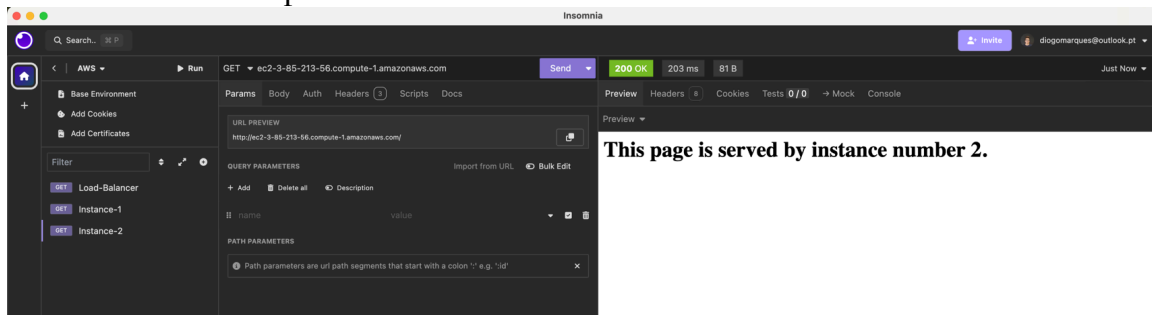 Insomnia
Search.. ⌘ P
Invite
diogomarques@outlook.pt
AWS
Run
GET ec2-3-85-213-56.compute-1.amazonaws.com
Send
200 OK 203 ms 81 B
Just Now
Base Environment
Add Cookies
Add Certificates
Filter
GET Load-Balancer
GET Instance-1
GET Instance-2
Params Body Auth Headers 3 Scripts Docs
URL PREVIEW
http://ec2-3-85-213-56.compute-1.amazonaws.com/
QUERY PARAMETERS Import from URL Bulk Edit
+ Add Delete all Description
name value
PATH PARAMETERS
Path parameters are url path segments that start with a colon ':' e.g. ':id'
Preview Headers 8 Cookies Tests 0 / 0 → Mock Console
Preview
This page is served by instance number 2.